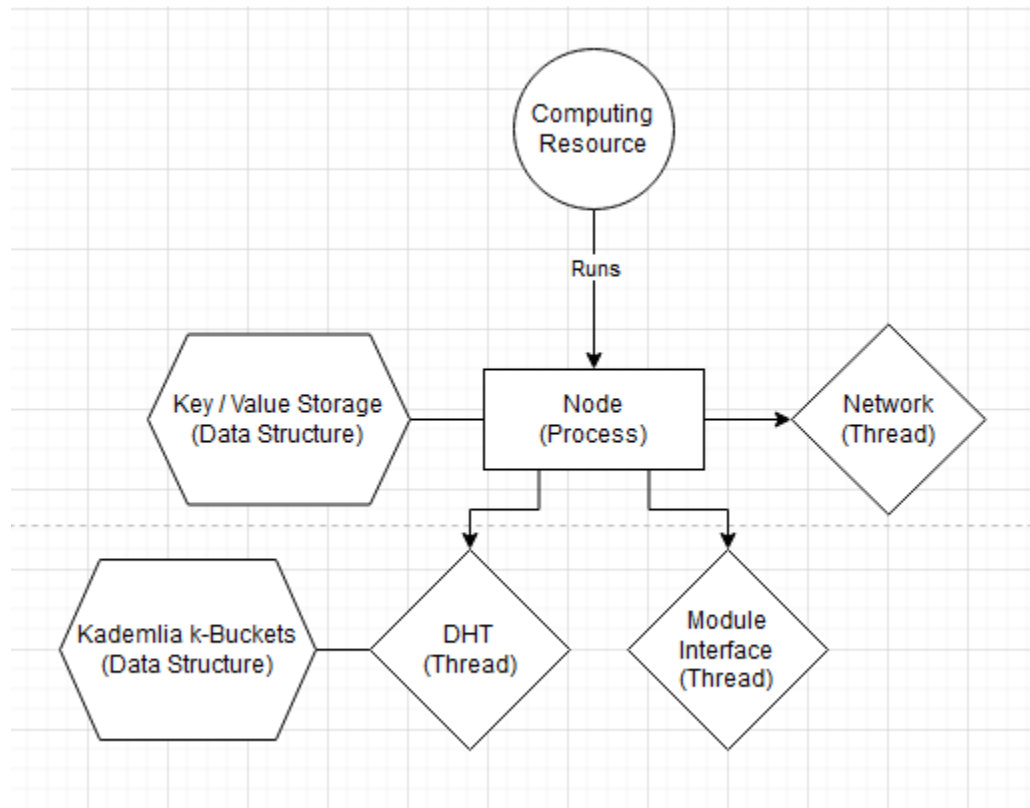 Computing
Resource
Runs
Key / Value Storage
(Data Structure)
Node
(Process)
Network
(Thread)
Kademlia k-Buckets
(Data Structure)
DHT
(Thread)
Module
Interface
(Thread)